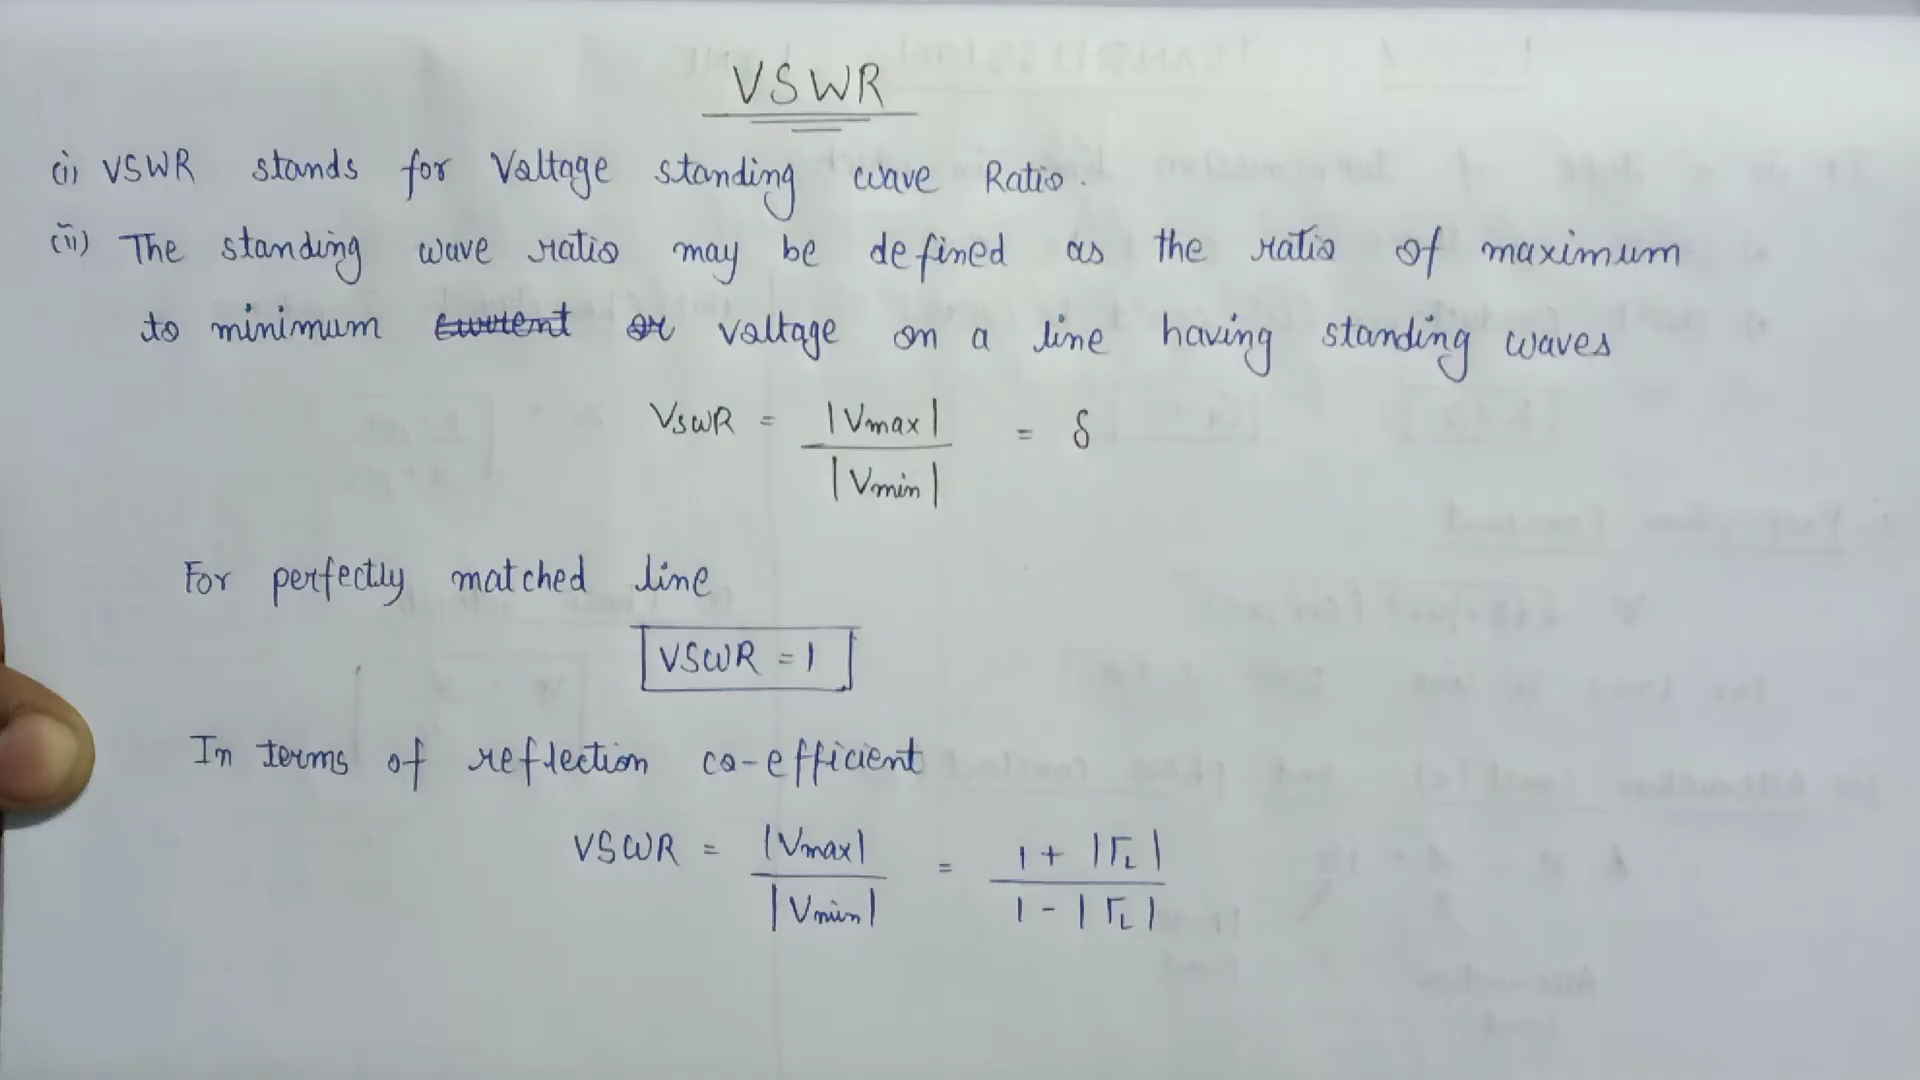 VSWR
(i) VSWR stands for Voltage standing wave Ratio.
(ii) The standing wave ratio may be defined as the ratio of maximum
to minimum ~~current or~~ voltage on a line having standing waves
VSWR = |Vmax| / |Vmin| = δ
For perfectly matched line
VSWR = 1
In terms of reflection co-efficient
VSWR = |Vmax| / |Vmin| = 1 + |Γ_L| / 1 - |Γ_L|